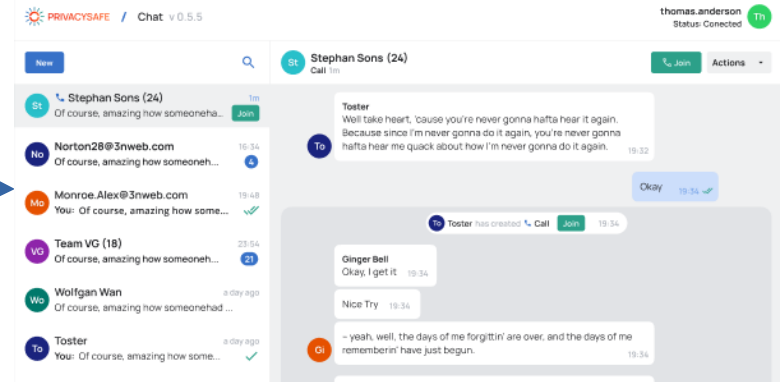 PRIVACYSAFE / Chat v 0.5.5
thomas.anderson
Status: Conected
Th
New
St
Stephan Sons (24)
Call 1m
Join
Actions
St
Stephan Sons (24)
1m
Of course, amazing how someoneha...
Join
No
Norton28@3nweb.com
16:34
Of course, amazing how someoneh...
4
Mo
Monroe.Alex@3nweb.com
19:48
You: Of course, amazing how some...
VG
Team VG (18)
23:54
Of course, amazing how someoneh...
21
Wo
Wolfgan Wan
a day ago
Of course, amazing how someonehad ...
To
Toster
a day ago
You: Of course, amazing how some...
Toster
Well take heart, 'cause you're never gonna hafta hear it again.
Because since I'm never gonna do it again, you're never gonna
hafta hear me quack about how I'm never gonna do it again.
19:32
To
Okay
19:34
To
Toster has created Call
Join
19:34
Ginger Bell
Okay, I get it
19:34
Nice Try
19:34
– yeah, well, the days of me forgittin' are over, and the days of me
rememberin' have just begun.
19:34
Gi